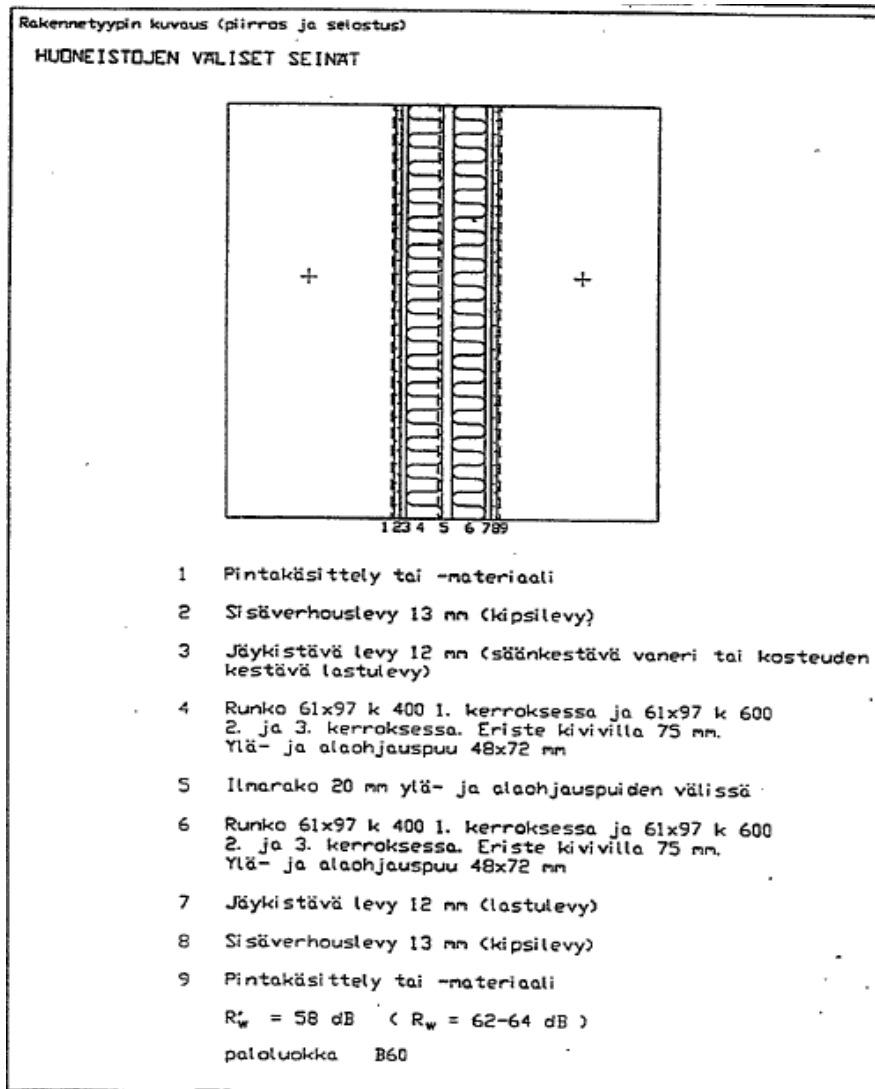 Rakennetyypin kuvaus (piirros ja selostus)
HUONEISTOJEN VÄLISET SEINÄT
1 2 3 4 5 6 7 8 9
1 Pintakäsittely tai -materiaali
2 Sisäverhouslevy 13 mm (kipsilevy)
3 Jäykistävä levy 12 mm (säänkestävä vaneri tai kosteuden
kestävä lastulevy)
4 Runko 61x97 k 400 1. kerroksessa ja 61x97 k 600
2. ja 3. kerroksessa. Eriste kivivilla 75 mm.
Ylä- ja alaohjauspuu 48x72 mm
5 Ilmarako 20 mm ylä- ja alaohjauspuiden välissä
6 Runko 61x97 k 400 1. kerroksessa ja 61x97 k 600
2. ja 3. kerroksessa. Eriste kivivilla 75 mm.
Ylä- ja alaohjauspuu 48x72 mm
7 Jäykistävä levy 12 mm (lastulevy)
8 Sisäverhouslevy 13 mm (kipsilevy)
9 Pintakäsittely tai -materiaali
R'w = 58 dB ( Rw = 62-64 dB )
paloluokka B60